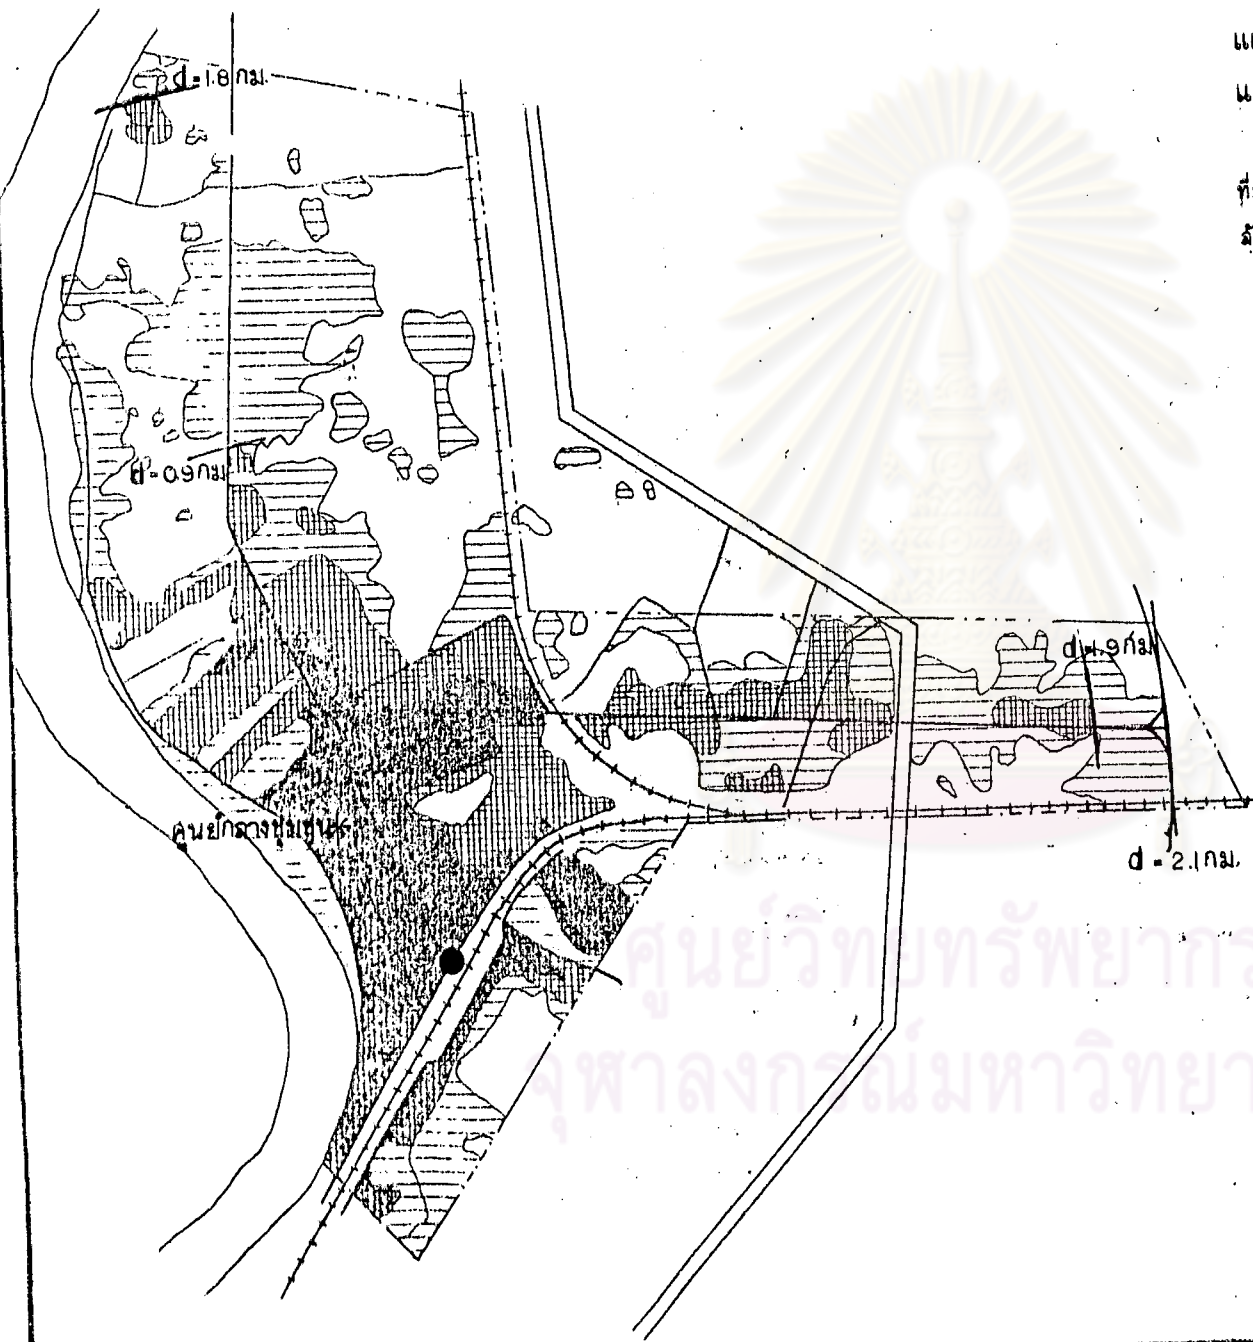 d=1.8 กม.
d=0.9 กม
d=1.9 กม
ศูนย์กลางชุมชน
d = 2.1 กม.
ศูนย์วิทยทรัพยากร
จุฬาลงกรณ์มหาวิทยา